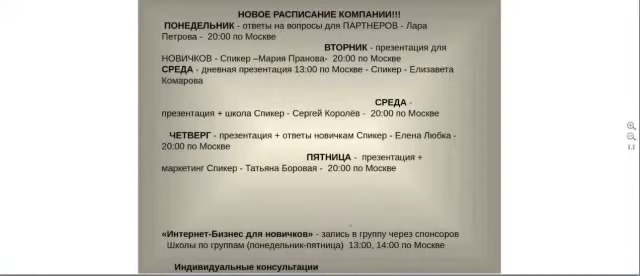 НОВОЕ РАСПИСАНИЕ КОМПАНИИ!!!
ПОНЕДЕЛЬНИК - ответы на вопросы для ПАРТНЕРОВ - Лара
Петрова - 20:00 по Москве
ВТОРНИК - презентация для
НОВИЧКОВ - Спикер –Мария Пранова- 20:00 по Москве
СРЕДА - дневная презентация 13:00 по Москве - Спикер - Елизавета
Комарова
СРЕДА -
презентация + школа Спикер - Сергей Королёв - 20:00 по Москве
ЧЕТВЕРГ - презентация + ответы новичкам Спикер - Елена Любка -
20:00 по Москве
ПЯТНИЦА - презентация +
маркетинг Спикер - Татьяна Боровая - 20:00 по Москве
«Интернет-Бизнес для новичков» - запись в группу через спонсоров
Школы по группам (понедельник-пятница) 13:00, 14:00 по Москве
Индивидуальные консультации